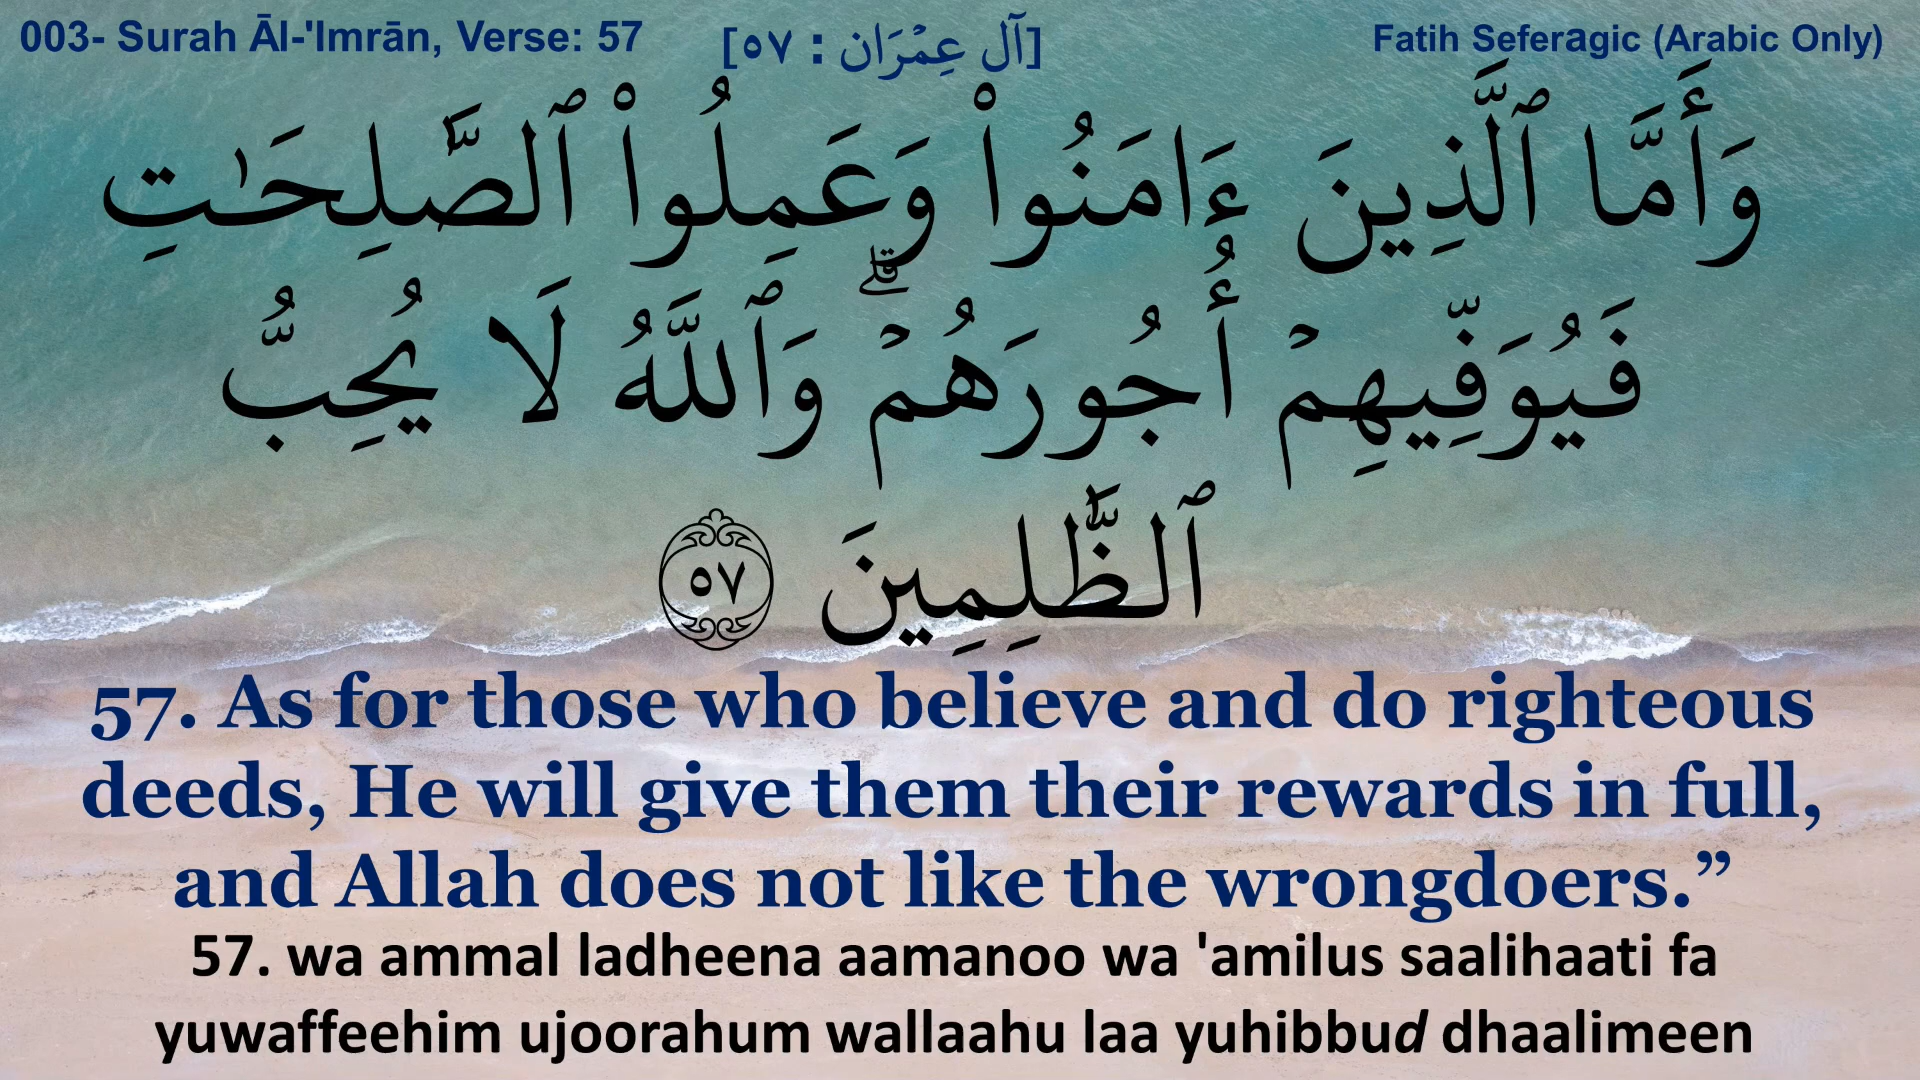 003- Surah Āl-'Imrān, Verse: 57
[آل عِمْرَان : ٥٧]
Fatih Seferagic (Arabic Only)
وَأَمَّا ٱلَّذِينَ ءَامَنُوا۟ وَعَمِلُوا۟ ٱلصَّـٰلِحَـٰتِ
فَيُوَفِّيهِمْ أُجُورَهُمْ ۗ وَٱللَّهُ لَا يُحِبُّ
ٱلظَّـٰلِمِينَ ٥٧
57. As for those who believe and do righteous
deeds, He will give them their rewards in full,
and Allah does not like the wrongdoers.”
57. wa ammal ladheena aamanoo wa 'amilus saalihaati fa
yuwaffeehim ujoorahum wallaahu laa yuhibbud dhaalimeen